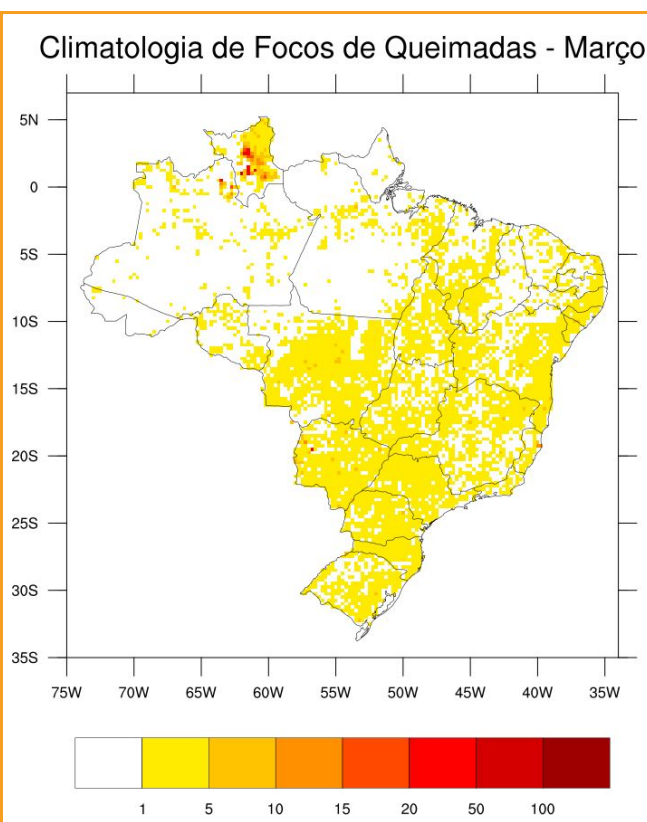 Climatologia de Focos de Queimadas - Março
5N
0
5S
10S
15S
20S
25S
30S
35S
75W 70W 65W 60W 55W 50W 45W 40W 35W
1 5 10 15 20 50 100